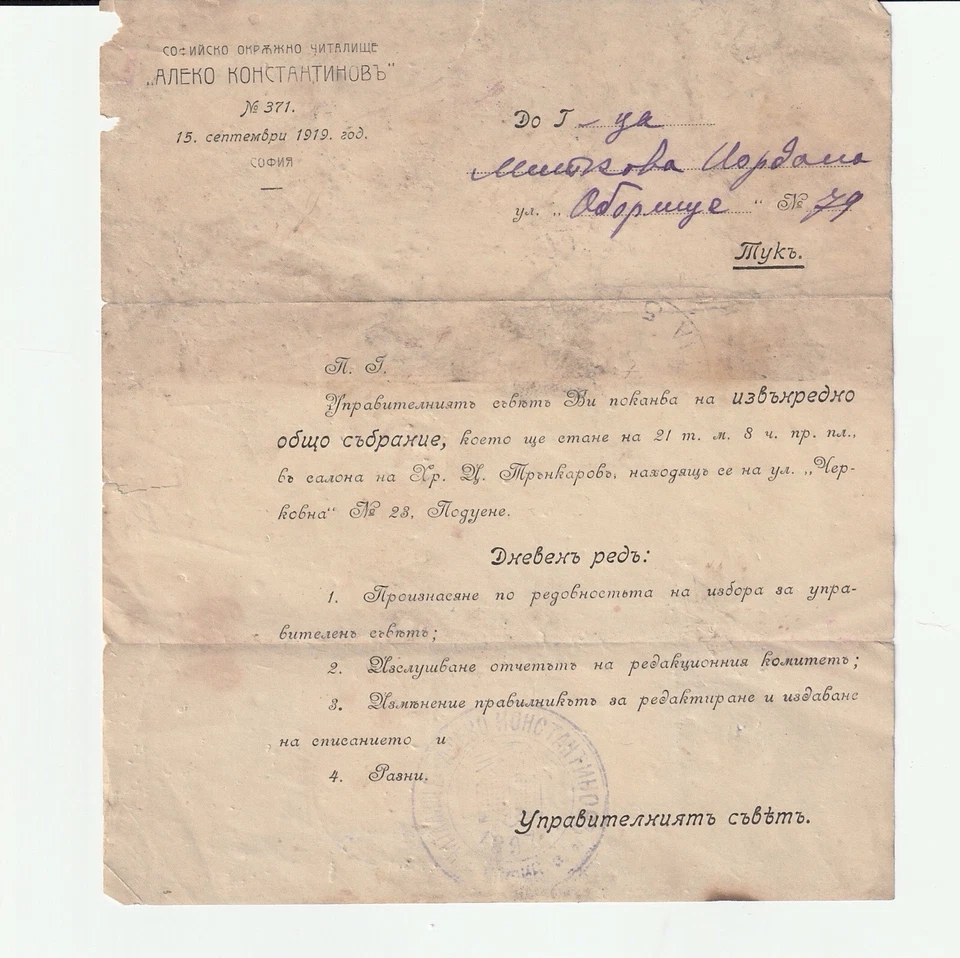 СОФИЙСКО ОКРѪЖНО ЧИТАЛИЩЕ
„АЛЕКО КОНСТАНТИНОВЪ“
№ 371.
15. септември 1919. год.
СОФИЯ
До Г-ца
Миткова Йордана
ул. „Оборище“ № 79
Тукъ.
П. Г.
Управителниятъ съвѣтъ Ви поканва на извънредно
общо събрание, което ще стане на 21 т. м. 8 ч. пр. пл.,
въ салона на Хр. Ц. Трънкаровъ, находящъ се на ул. „Чер-
ковна“ № 23, Подуене.
Дневенъ редъ:
1. Произнасяне по редовностьта на избора за упра-
вителенъ съвѣтъ;
2. Изслушване отчетътъ на редакционния комитетъ;
3. Измѣнение правилникътъ за редактиране и издаване
на списанието и
4. Разни.
Управителниятъ съвѣтъ.